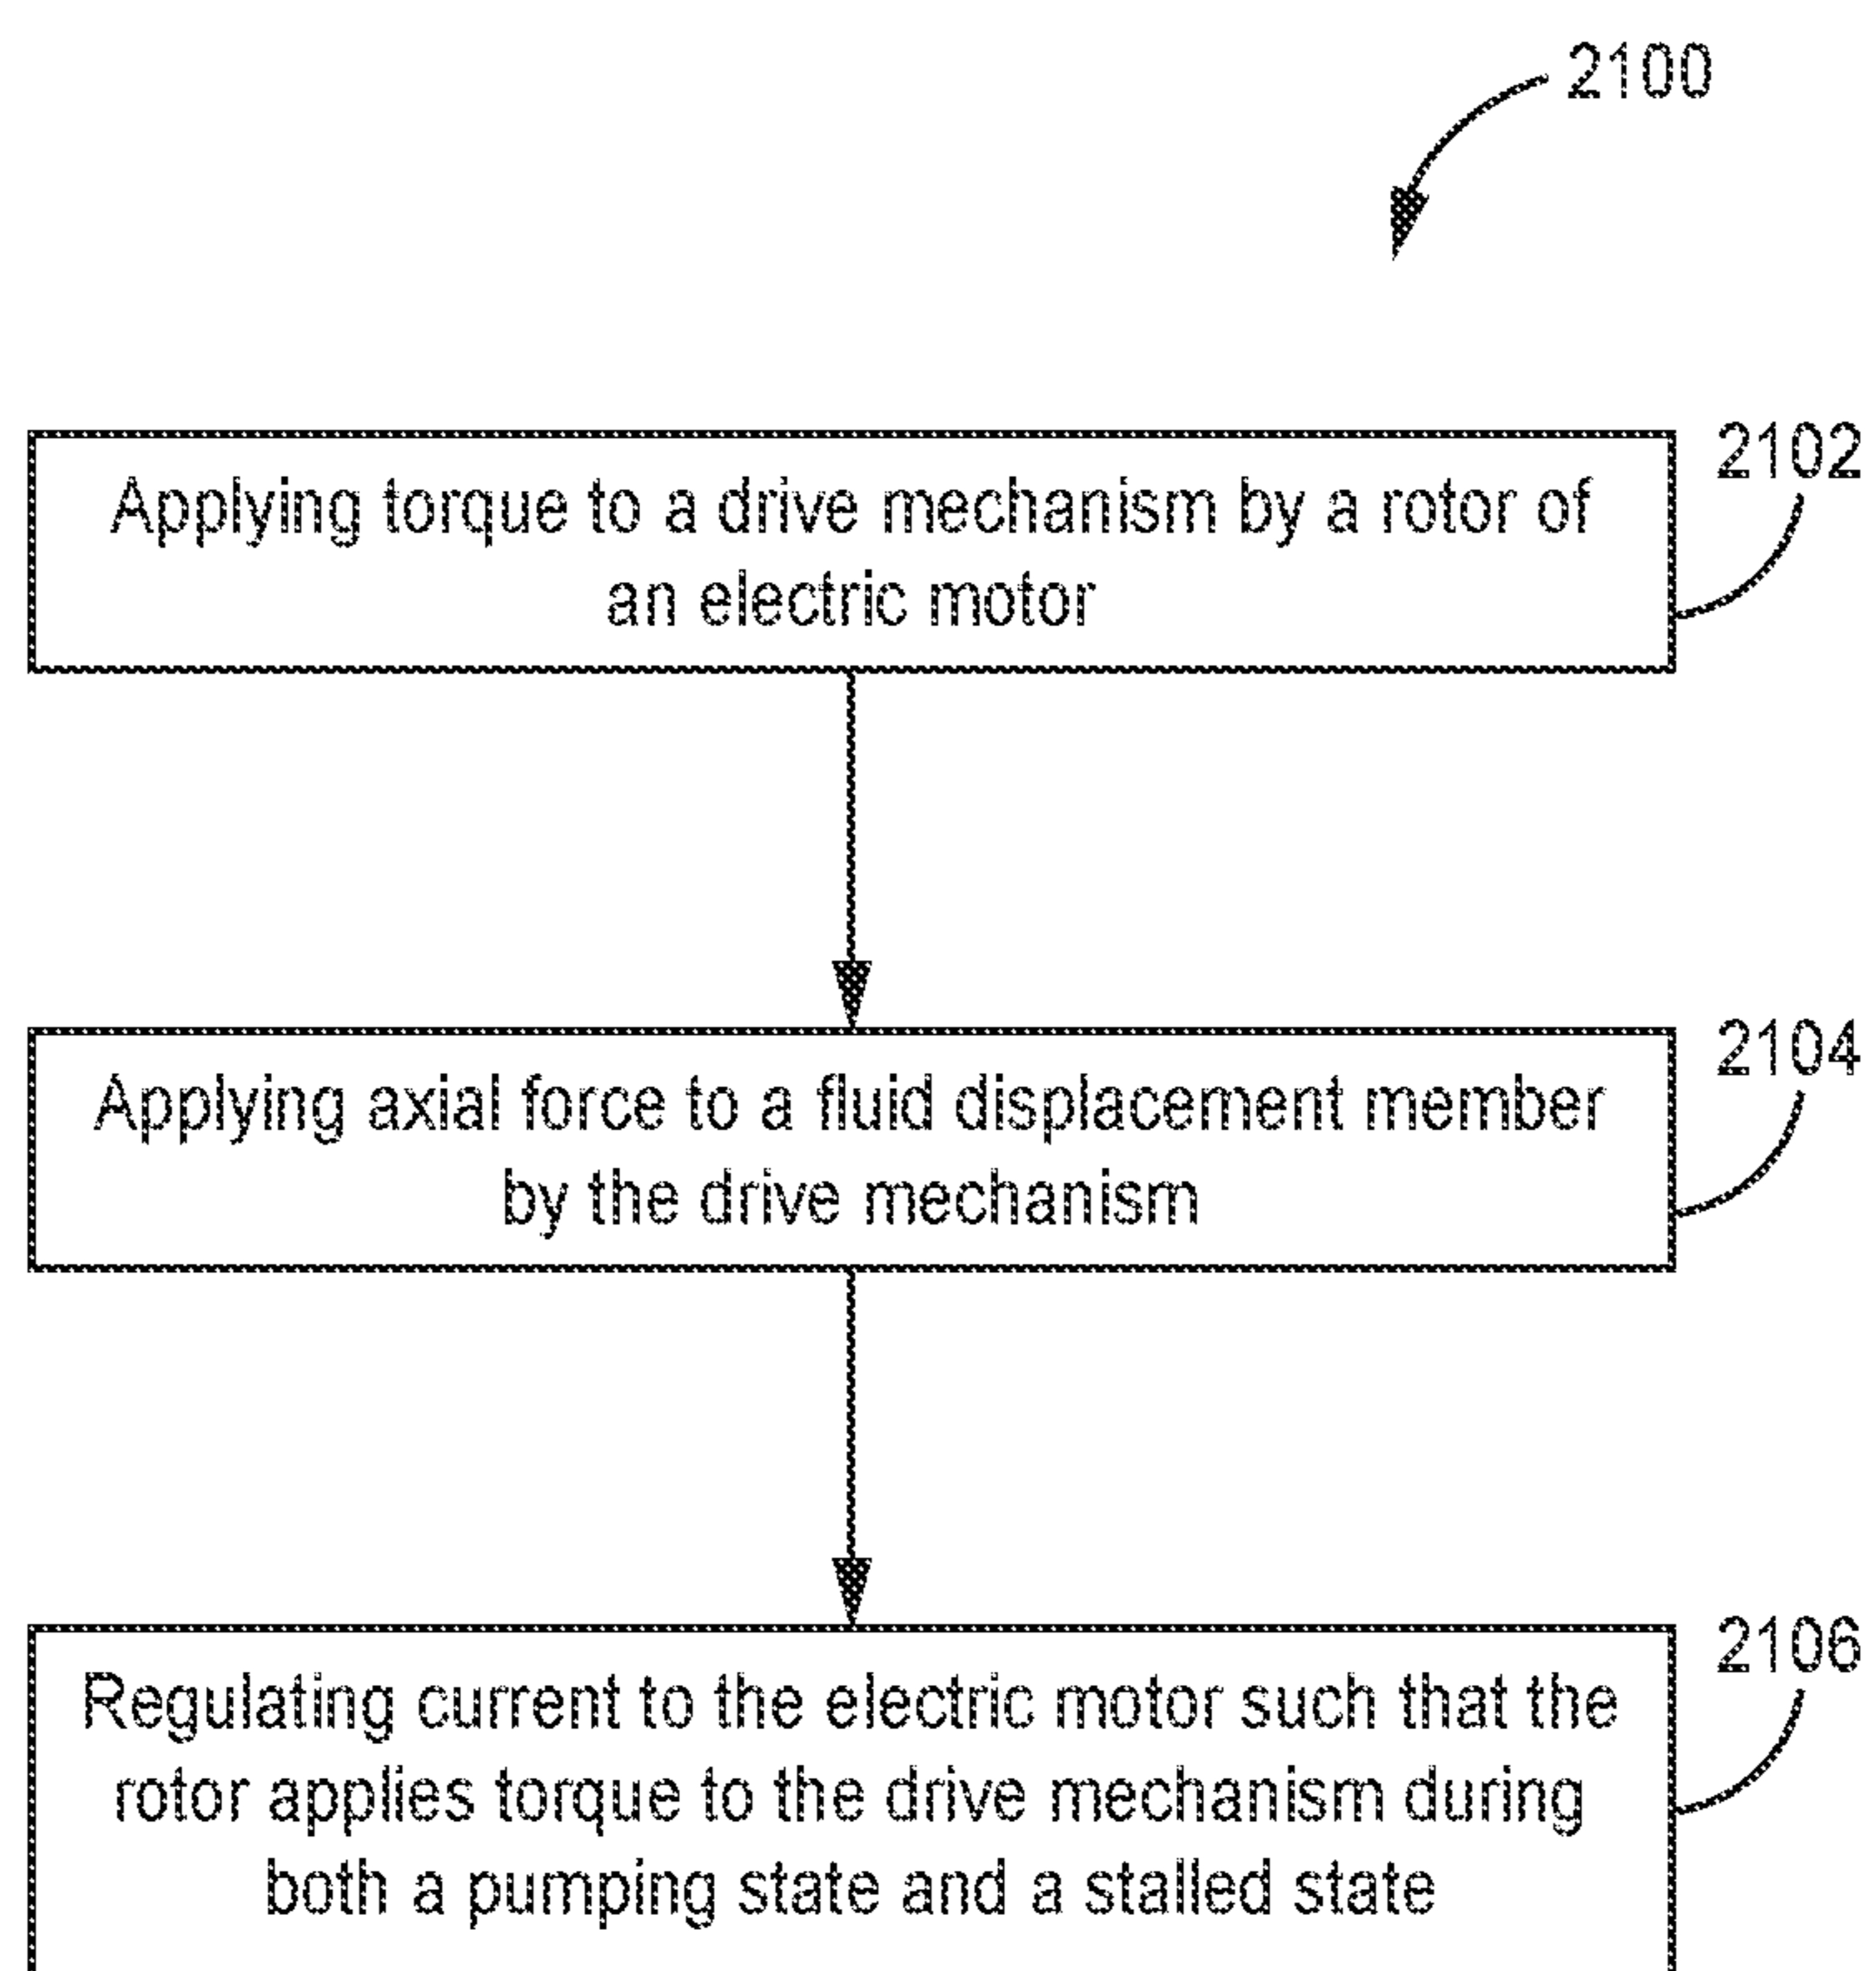 2100
2102
Applying torque to a drive mechanism by a rotor of
an electric motor
2104
Applying axial force to a fluid displacement member
by the drive mechanism
2106
Regulating current to the electric motor such that the
rotor applies torque to the drive mechanism during
both a pumping state and a stalled state